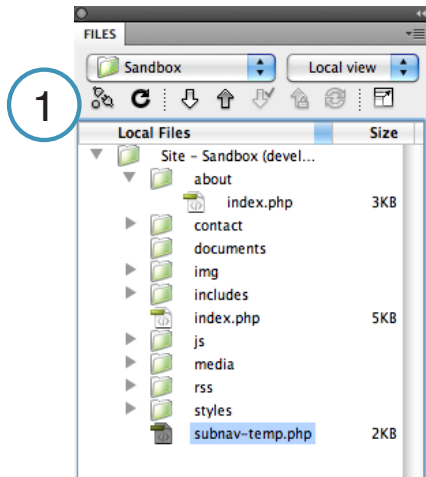 FILES
Sandbox Local view
1
Local Files Size
Site – Sandbox (devel...
about
index.php 3KB
contact
documents
img
includes
index.php 5KB
js
media
rss
styles
subnav-temp.php 2KB